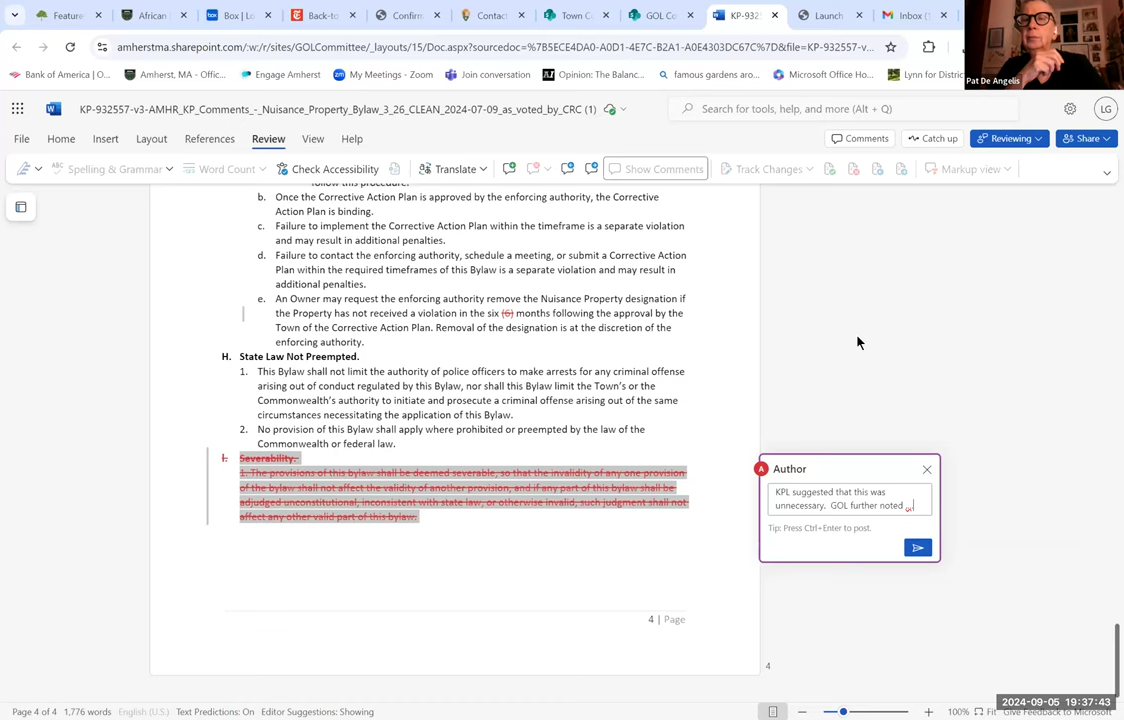 Feature
African
Box | Lo
Back-to
Confirm
Contact
Town C
GOL Co
KP-932
Launch
Inbox (
amherstma.sharepoint.com/:w:/r/sites/GOLCommittee/_layouts/15/Doc.aspx?sourcedoc=%7B5ECE4DA0-A0D1-4E7C-B2A1-A0E4303DC67C%7D&file=KP-932557-v...
Bank of America | O...
Amherst, MA - Offic...
Engage Amherst
My Meetings - Zoom
Join conversation
Opinion: The Balanc...
famous gardens arou...
Microsoft Office Ho...
Lynn for District
Pat De Angelis
KP-932557-v3-AMHR_KP_Comments_-_Nuisance_Property_Bylaw_3_26_CLEAN_2024-07-09_as_voted_by_CRC (1)
Search for tools, help, and more (Alt + Q)
LG
File Home Insert Layout References Review View Help
Comments Catch up Reviewing Share
Spelling & Grammar Word Count Check Accessibility Translate Show Comments Track Changes Markup view
follow this procedure.
b. Once the Corrective Action Plan is approved by the enforcing authority, the Corrective
Action Plan is binding.
c. Failure to implement the Corrective Action Plan within the timeframe is a separate violation
and may result in additional penalties.
d. Failure to contact the enforcing authority, schedule a meeting, or submit a Corrective Action
Plan within the required timeframes of this Bylaw is a separate violation and may result in
additional penalties.
e. An Owner may request the enforcing authority remove the Nuisance Property designation if
the Property has not received a violation in the six (6) months following the approval by the
Town of the Corrective Action Plan. Removal of the designation is at the discretion of the
enforcing authority.
H. State Law Not Preempted.
1. This Bylaw shall not limit the authority of police officers to make arrests for any criminal offense
arising out of conduct regulated by this Bylaw, nor shall this Bylaw limit the Town's or the
Commonwealth's authority to initiate and prosecute a criminal offense arising out of the same
circumstances necessitating the application of this Bylaw.
2. No provision of this Bylaw shall apply where prohibited or preempted by the law of the
Commonwealth or federal law.
I. Severability.
1. The provisions of this bylaw shall be deemed severable, so that the invalidity of any one provision
of the bylaw shall not affect the validity of another provision, and if any part of this bylaw shall be
adjudged unconstitutional, inconsistent with state law, or otherwise invalid, such judgment shall not
affect any other valid part of this bylaw.
A Author
KPL suggested that this was
unnecessary. GOL further noted
Tip: Press Ctrl+Enter to post.
4 | Page
4
2024-09-05 19:37:43
Page 4 of 4 1,776 words English (U.S.) Text Predictions: On Editor Suggestions: Showing
100% Fit Give Feedback to Microsoft